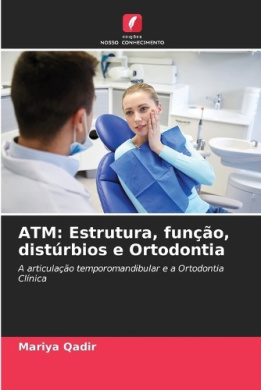 edições
NOSSO CONHECIMENTO
ATM: Estrutura, função,
distúrbios e Ortodontia
A articulação temporomandibular e a Ortodontia
Clínica
Mariya Qadir